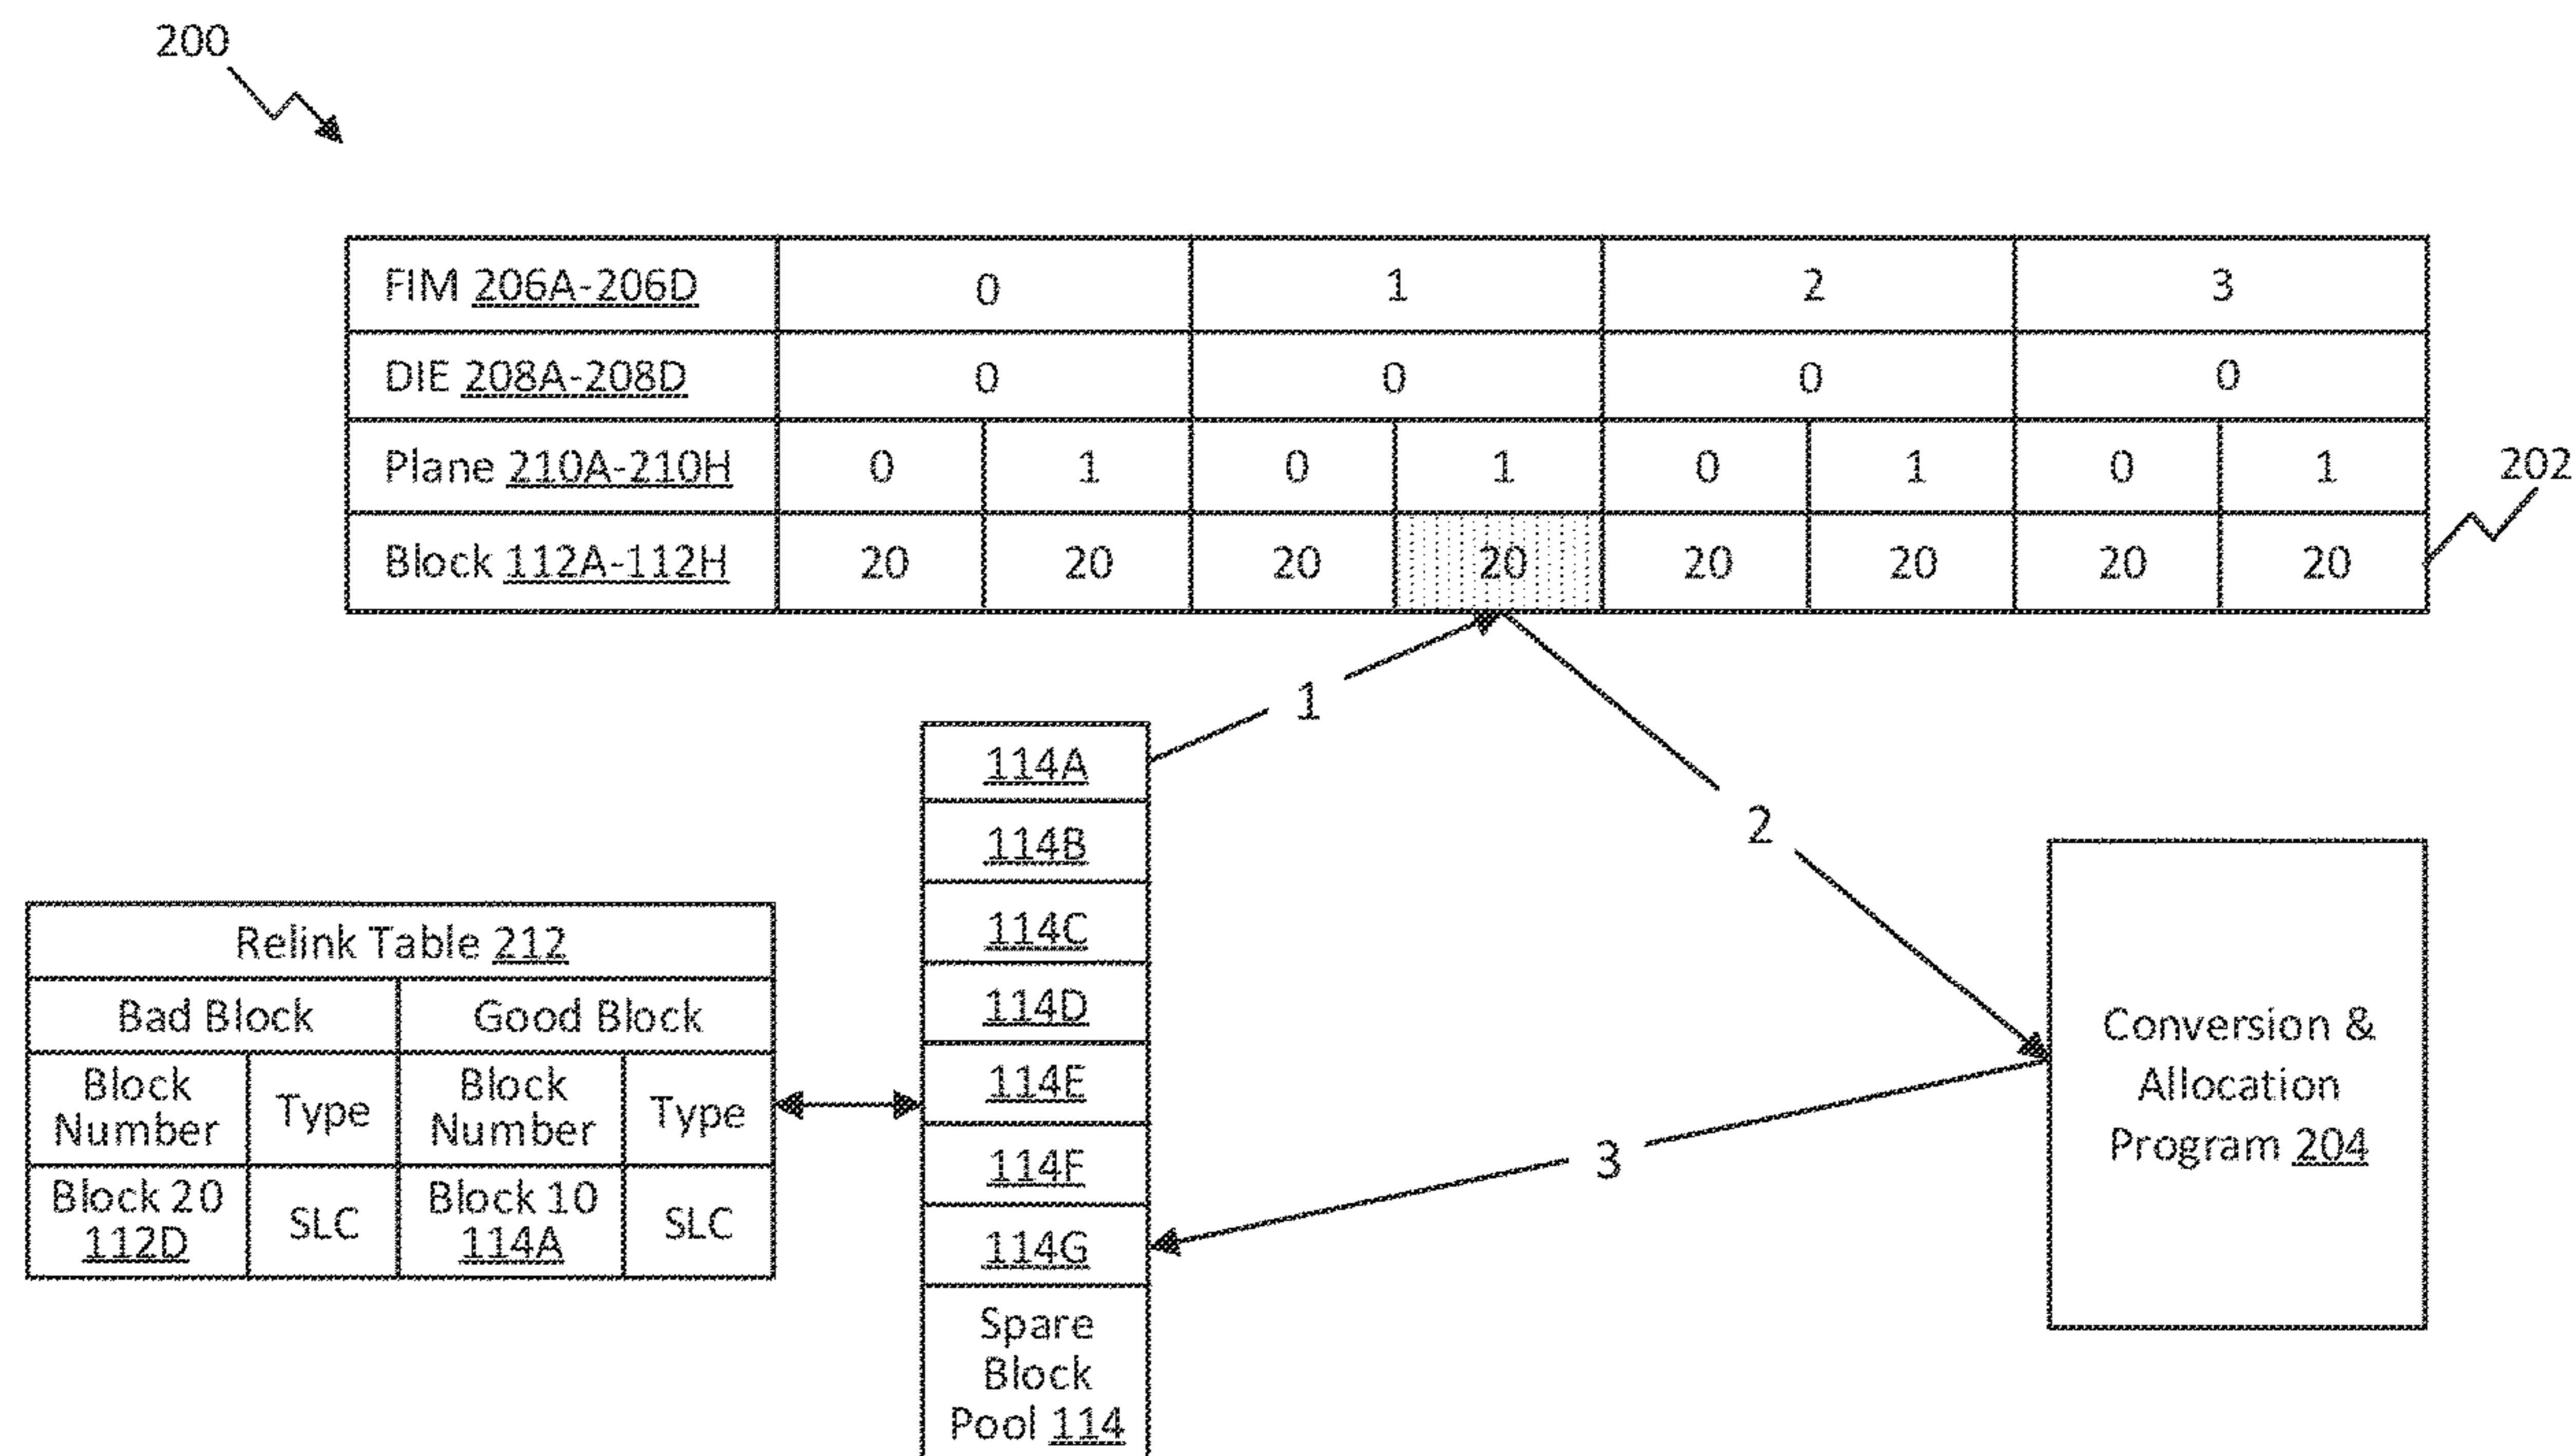 200
FIM 206A-206D 0 1 2 3
DIE 208A-208D 0 0 0 0
Plane 210A-210H 0 1 0 1 0 1 0 1
202
Block 112A-112H 20 20 20 20 20 20 20 20
1
2
114A
114B
114C
114D
114E
114F
114G
Spare
Block
Pool 114
Relink Table 212
Bad Block Good Block
Block
Number
Type
Block
Number
Type
Block 20
112D
SLC
Block 10
114A
SLC
3
Conversion &
Allocation
Program 204